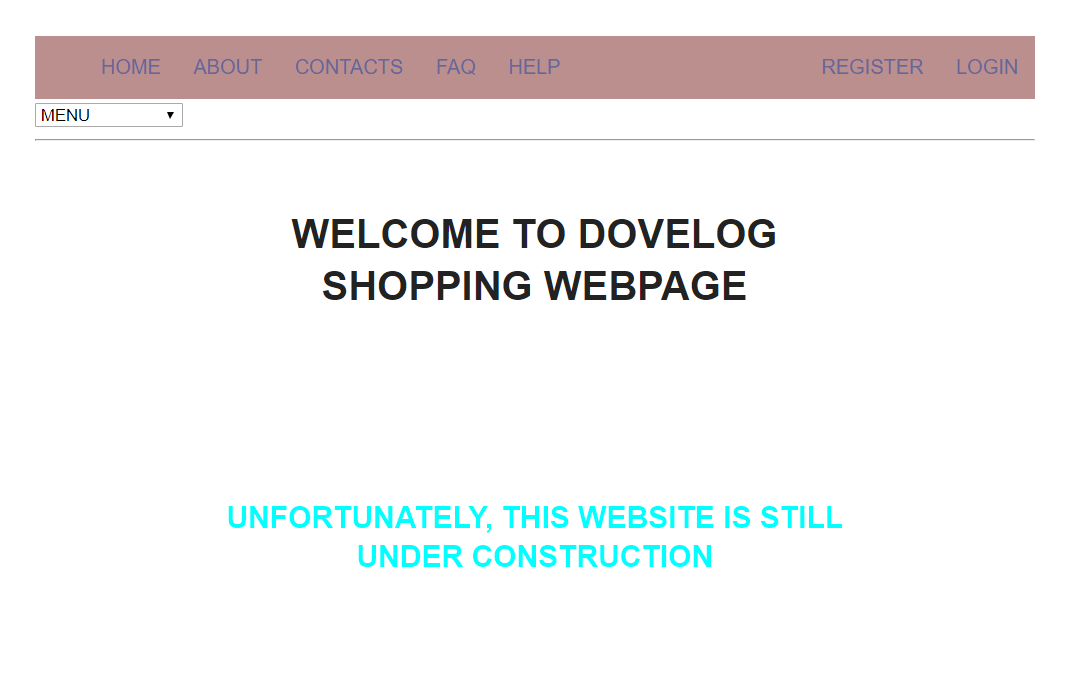 HOME ABOUT CONTACTS FAQ HELP REGISTER LOGIN
MENU
WELCOME TO DOVELOG
SHOPPING WEBPAGE
UNFORTUNATELY, THIS WEBSITE IS STILL
UNDER CONSTRUCTION